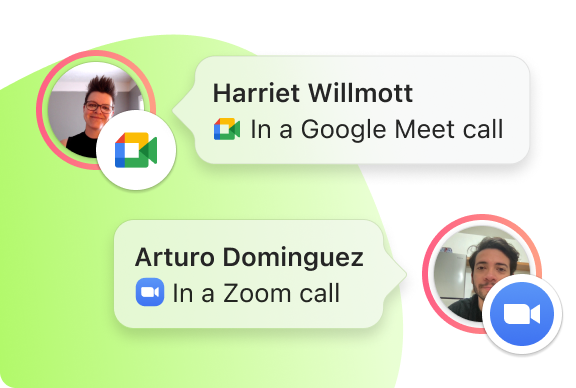 Harriet Willmott
In a Google Meet call
Arturo Dominguez
In a Zoom call